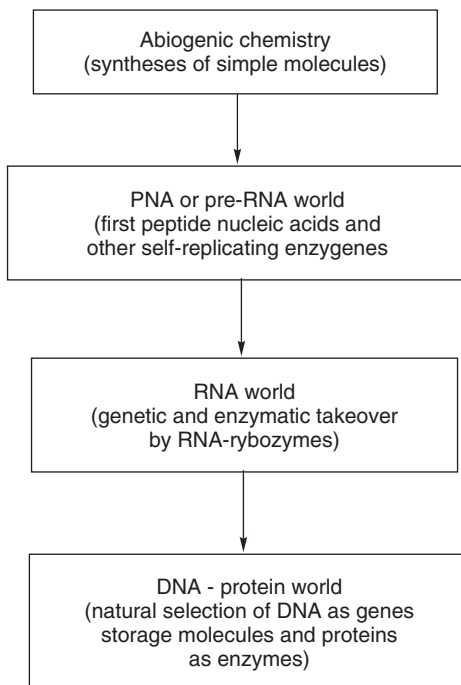 Abiogenic chemistry
(syntheses of simple molecules)
PNA or pre-RNA world
(first peptide nucleic acids and
other self-replicating enzygenes
RNA world
(genetic and enzymatic takeover
by RNA-rybozymes)
DNA - protein world
(natural selection of DNA as genes
storage molecules and proteins
as enzymes)